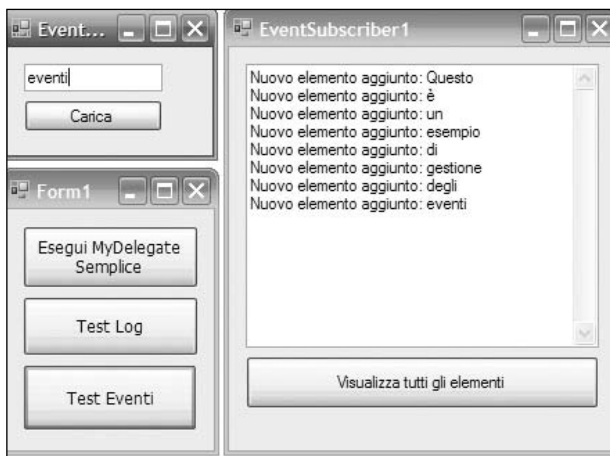 Event...
eventi
Carica
Form1
Esegui MyDelegate
Semplice
Test Log
Test Eventi
EventSubscriber1
Nuovo elemento aggiunto: Questo
Nuovo elemento aggiunto: è
Nuovo elemento aggiunto: un
Nuovo elemento aggiunto: esempio
Nuovo elemento aggiunto: di
Nuovo elemento aggiunto: gestione
Nuovo elemento aggiunto: degli
Nuovo elemento aggiunto: eventi
Visualizza tutti gli elementi